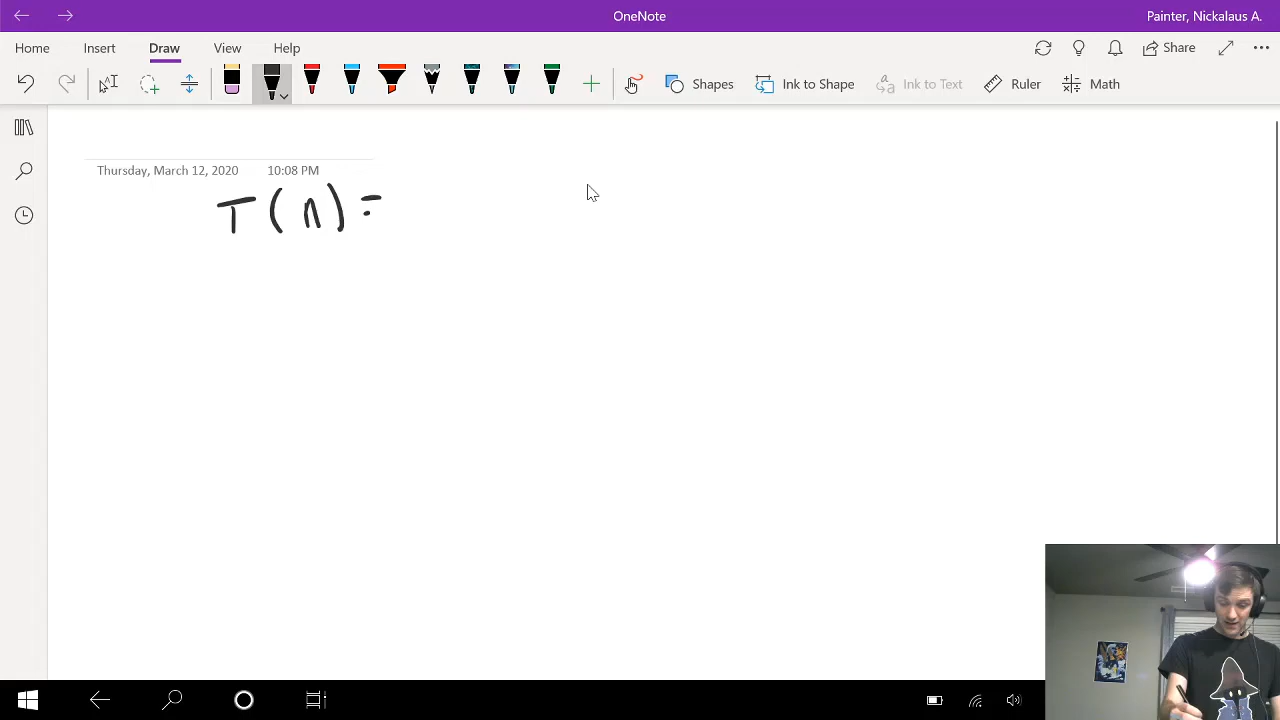 OneNote
Painter, Nickalaus A.
Home Insert Draw View Help
Share
Shapes Ink to Shape Ink to Text Ruler Math
Thursday, March 12, 2020 10:08 PM
T(n)=